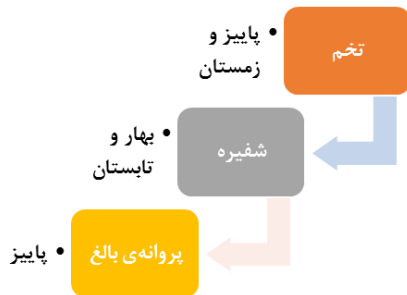 تخم
• پاییز و
زمستان
شفیره
• بهار و
تابستان
پروانه‌ی بالغ
• پاییز